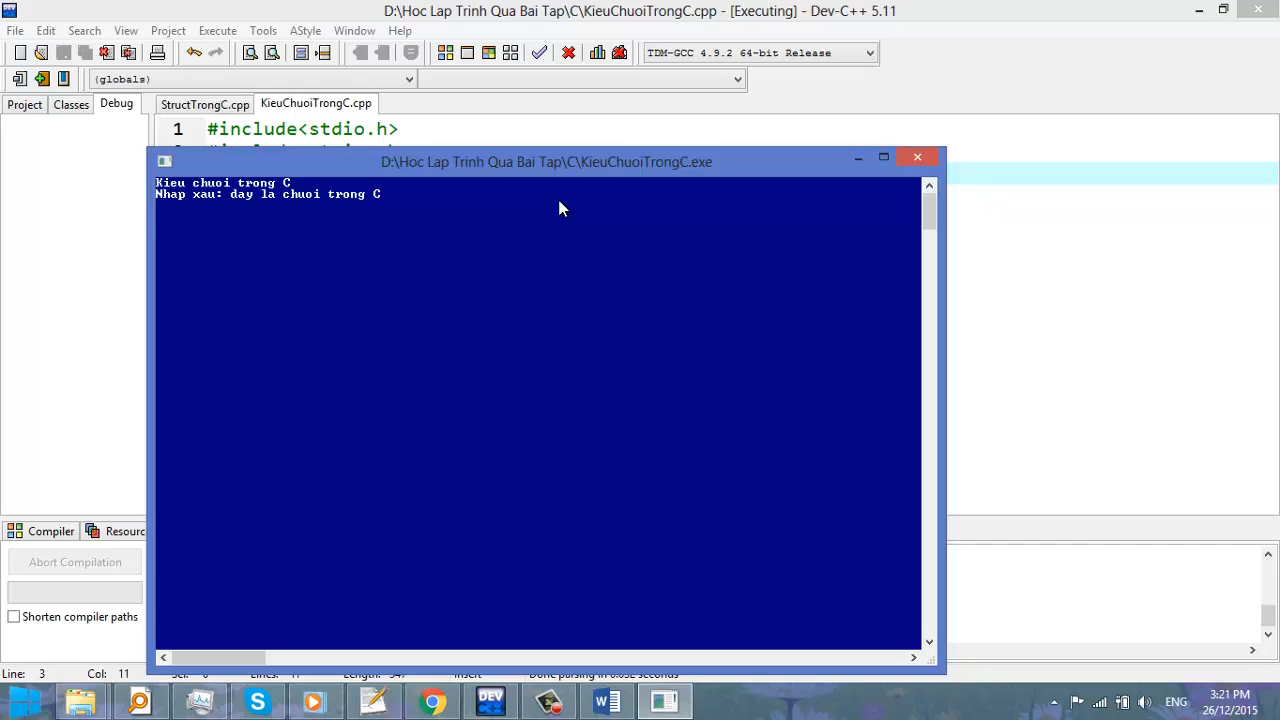 D:\Hoc Lap Trinh Qua Bai Tap\C\KieuChuoiTrongC.cpp - [Executing] - Dev-C++ 5.11
File Edit Search View Project Execute Tools AStyle Window Help
TDM-GCC 4.9.2 64-bit Release
(globals)
Project Classes Debug StructTrongC.cpp KieuChuoiTrongC.cpp
1 #include<stdio.h>
D:\Hoc Lap Trinh Qua Bai Tap\C\KieuChuoiTrongC.exe
Kieu chuoi trong C
Nhap xau: day la chuoi trong C
Compiler Resourc
Abort Compilation
Shorten compiler paths
Line: 3 Col: 11
DEV
ENG
3:21 PM
26/12/2015